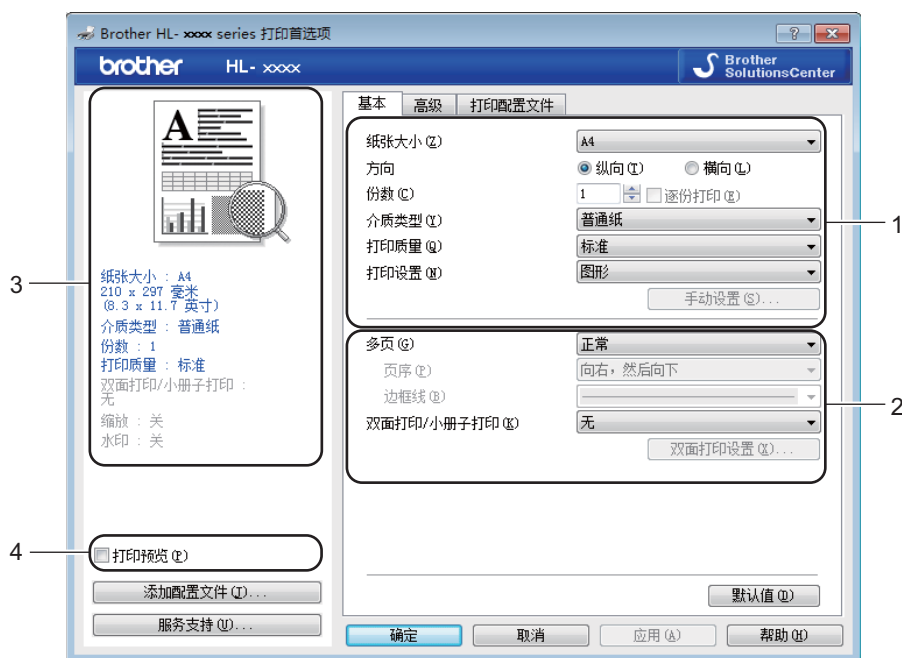 Brother HL- xxxx series 打印首选项
brother HL- xxxx
Brother SolutionsCenter
基本 高级 打印配置文件
纸张大小(Z) A4
方向 纵向(T) 横向(L)
份数(C) 1 逐份打印(E)
介质类型(Y) 普通纸
打印质量(Q) 标准
打印设置(N) 图形
手动设置(S)...
1
多页(G) 正常
页序(P) 向右，然后向下
边框线(B)
双面打印/小册子打印(K) 无
双面打印设置(X)...
2
A
3
纸张大小 : A4
210 x 297 毫米
(8.3 x 11.7 英寸)
介质类型 : 普通纸
份数 : 1
打印质量 : 标准
双面打印/小册子打印 :
无
缩放 : 关
水印 : 关
4
打印预览(P)
添加配置文件(J)...
服务支持(U)...
默认值(D)
确定 取消 应用(A) 帮助(H)